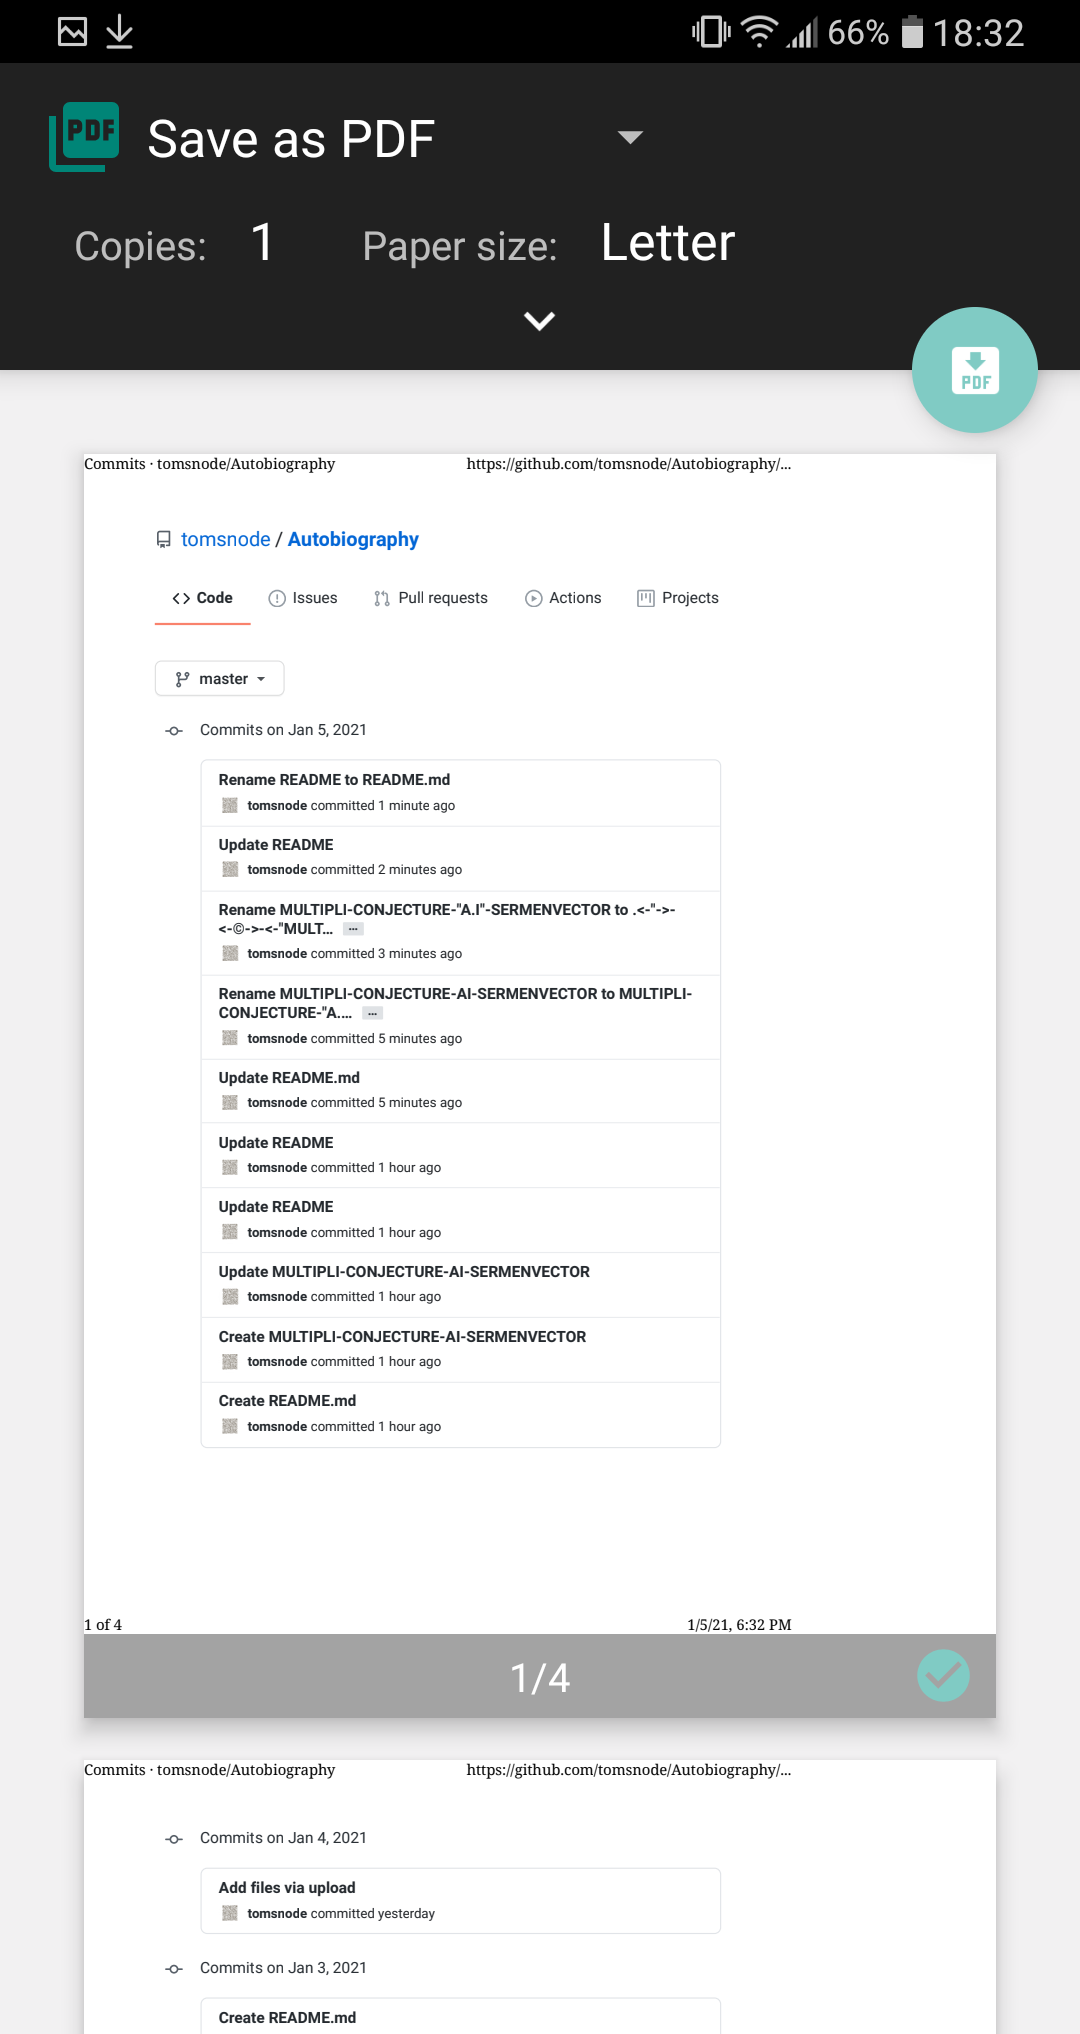 66% 18:32
PDF Save as PDF
Copies: 1 Paper size: Letter
PDF
Commits · tomsnode/Autobiography https://github.com/tomsnode/Autobiography/...
tomsnode / Autobiography
Code Issues Pull requests Actions Projects
master
Commits on Jan 5, 2021
Rename README to README.md
tomsnode committed 1 minute ago
Update README
tomsnode committed 2 minutes ago
Rename MULTIPLI-CONJECTURE-"A.I"-SERMENVECTOR to .<-"->-
<-©->-<-"MULT… ...
tomsnode committed 3 minutes ago
Rename MULTIPLI-CONJECTURE-AI-SERMENVECTOR to MULTIPLI-
CONJECTURE-"A.… ...
tomsnode committed 5 minutes ago
Update README.md
tomsnode committed 5 minutes ago
Update README
tomsnode committed 1 hour ago
Update README
tomsnode committed 1 hour ago
Update MULTIPLI-CONJECTURE-AI-SERMENVECTOR
tomsnode committed 1 hour ago
Create MULTIPLI-CONJECTURE-AI-SERMENVECTOR
tomsnode committed 1 hour ago
Create README.md
tomsnode committed 1 hour ago
1 of 4 1/5/21, 6:32 PM
1/4
Commits · tomsnode/Autobiography https://github.com/tomsnode/Autobiography/...
Commits on Jan 4, 2021
Add files via upload
tomsnode committed yesterday
Commits on Jan 3, 2021
Create README.md